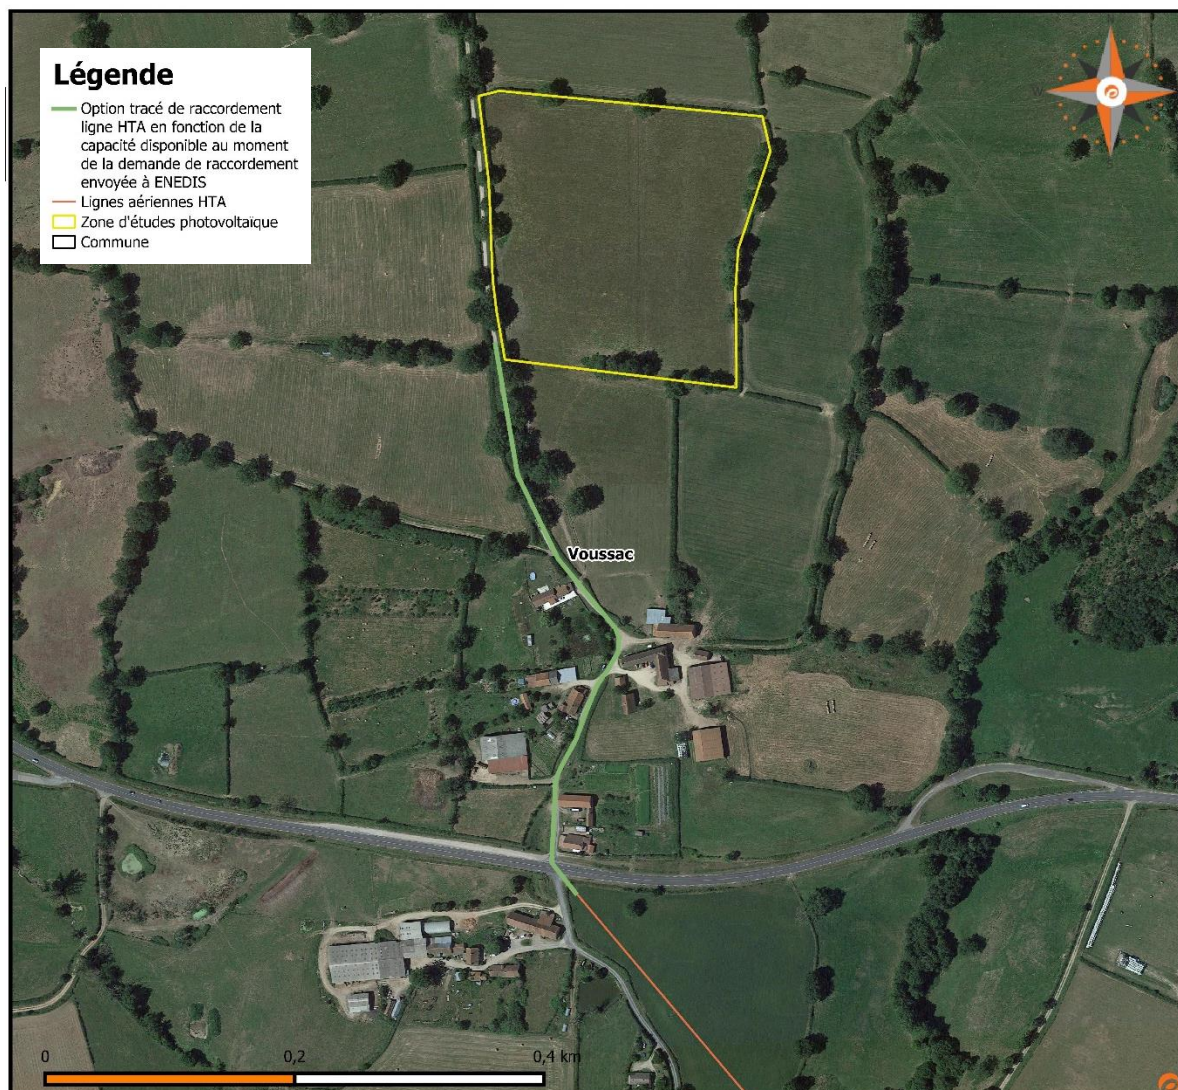 Légende
Option tracé de raccordement
ligne HTA en fonction de la
capacité disponible au moment
de la demande de raccordement
envoyée à ENEDIS
Lignes aériennes HTA
Zone d'études photovoltaïque
Commune
Voussac
0
0,2
0,4 km